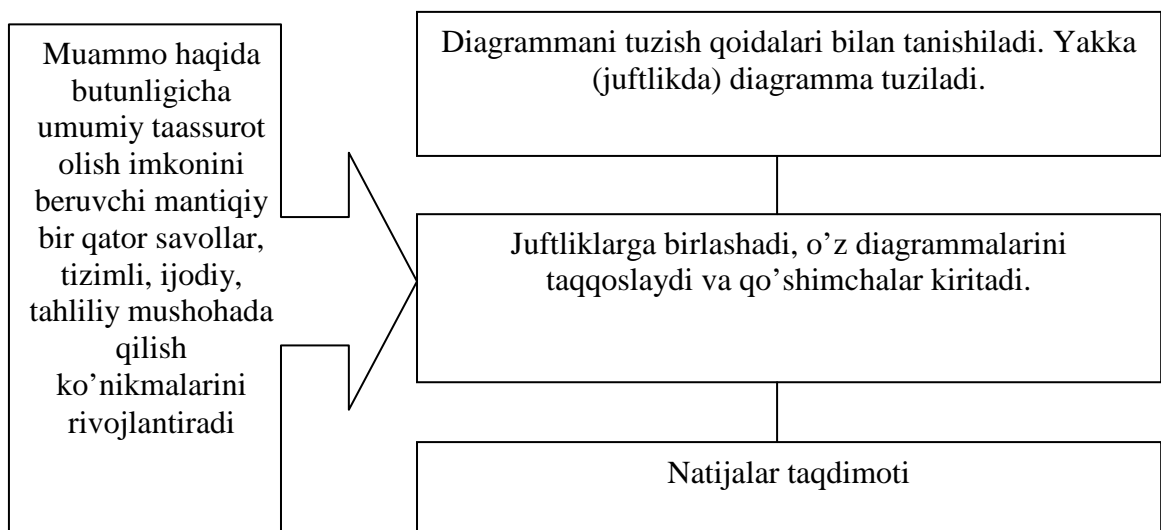 Muammo haqida
butunligicha
umumiy taassurot
olish imkonini
beruvchi mantiqiy
bir qator savollar,
tizimli, ijodiy,
tahliliy mushohada
qilish
ko’nikmalarini
rivojlantiradi
Diagrammani tuzish qoidalari bilan tanishiladi. Yakka
(juftlikda) diagramma tuziladi.
Juftliklarga birlashadi, o’z diagrammalarini
taqqoslaydi va qo’shimchalar kiritadi.
Natijalar taqdimoti